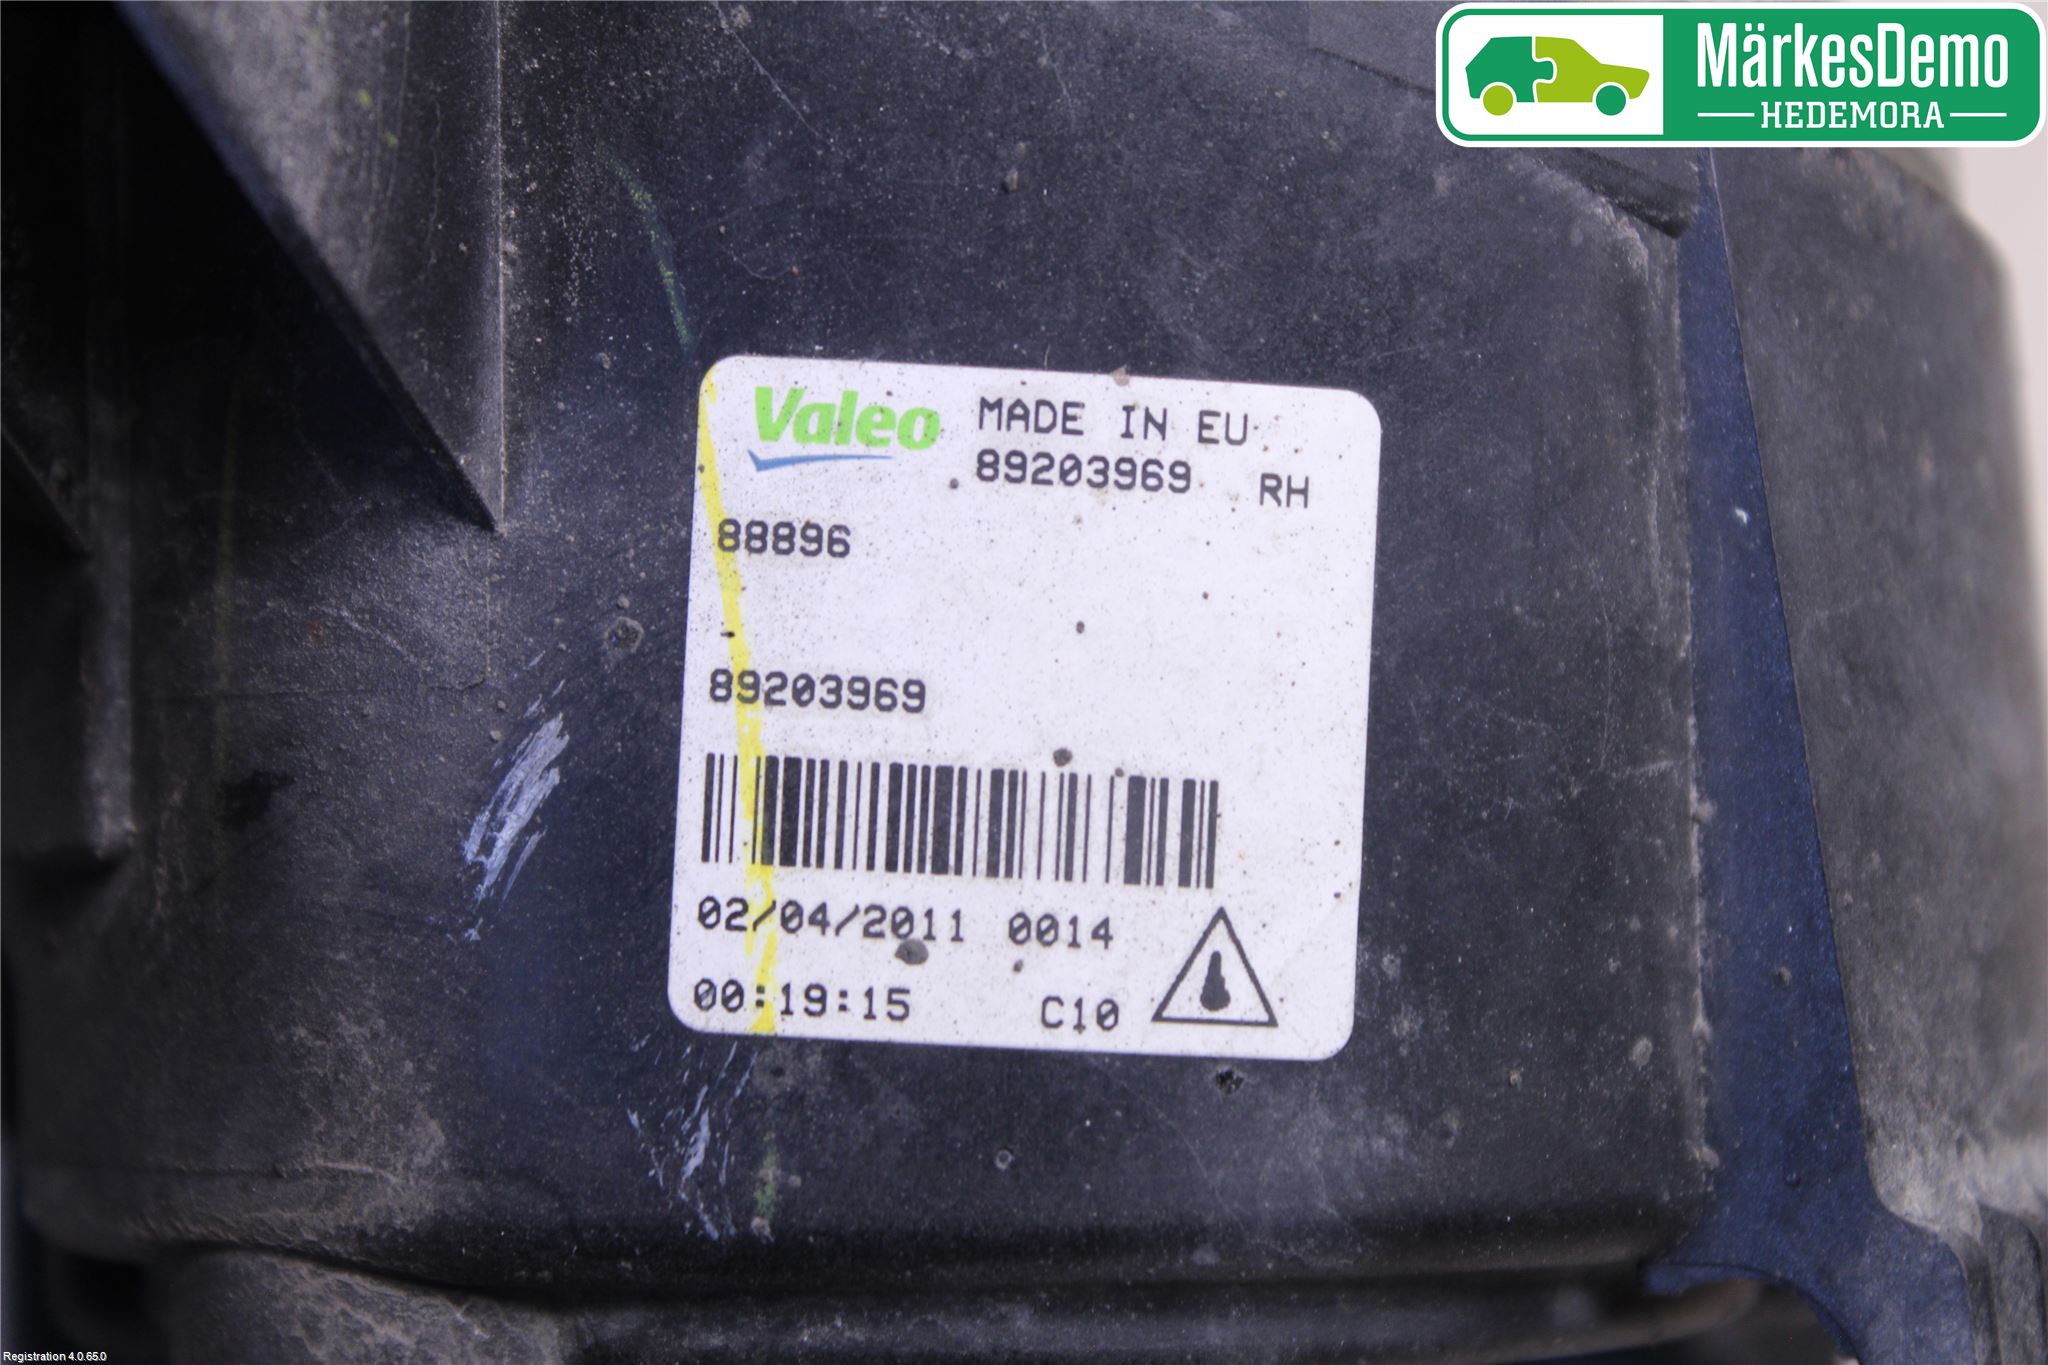 MärkesDemo
HEDEMORA
Valeo
MADE IN EU
89203969 RH
88896
89203969
02/04/2011 0014
00:19:15 C10
Registration 4.0.65.0